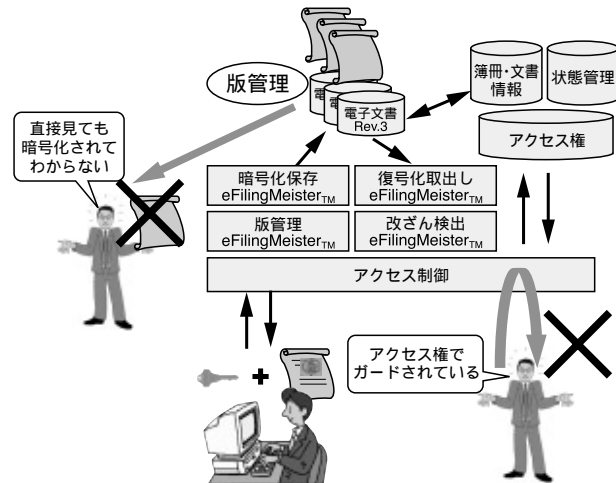 版管理
電
電
電子文書
Rev.3
簿冊・文書
情報
状態管理
アクセス権
直接見ても
暗号化されて
わからない
暗号化保存
eFilingMeister™
復号化取出し
eFilingMeister™
版管理
eFilingMeister™
改ざん検出
eFilingMeister™
アクセス制御
アクセス権で
ガードされている
+